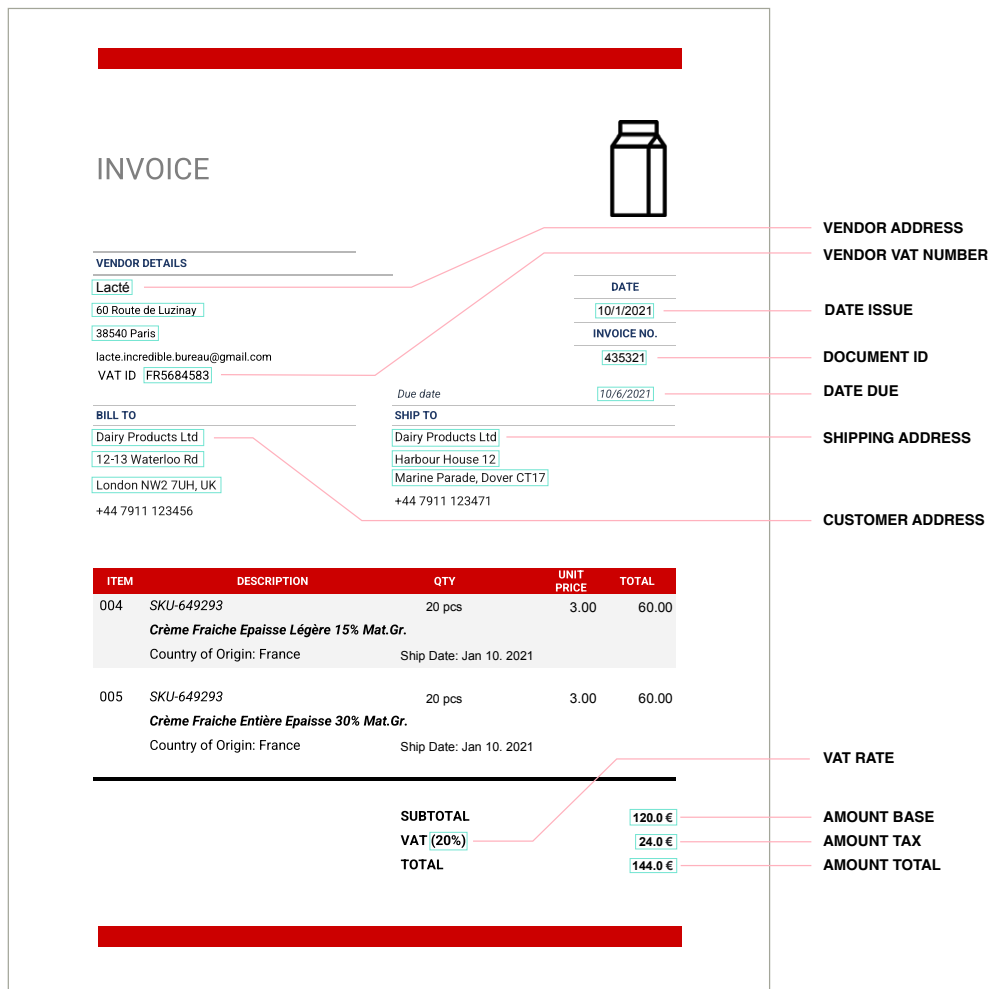 INVOICE
VENDOR ADDRESS
VENDOR VAT NUMBER
VENDOR DETAILS
Lacté
60 Route de Luzinay
38540 Paris
lacte.incredible.bureau@gmail.com
VAT ID FR5684583
DATE
10/1/2021
DATE ISSUE
INVOICE NO.
435321
DOCUMENT ID
Due date 10/6/2021
DATE DUE
BILL TO
Dairy Products Ltd
12-13 Waterloo Rd
London NW2 7UH, UK
+44 7911 123456
SHIP TO
Dairy Products Ltd
Harbour House 12
Marine Parade, Dover CT17
+44 7911 123471
SHIPPING ADDRESS
CUSTOMER ADDRESS
ITEM DESCRIPTION QTY UNIT PRICE TOTAL
004 SKU-649293 20 pcs 3.00 60.00
Crème Fraiche Epaisse Légère 15% Mat.Gr.
Country of Origin: France Ship Date: Jan 10. 2021
005 SKU-649293 20 pcs 3.00 60.00
Crème Fraiche Entière Epaisse 30% Mat.Gr.
Country of Origin: France Ship Date: Jan 10. 2021
VAT RATE
SUBTOTAL 120.0 € AMOUNT BASE
VAT (20%) 24.0 € AMOUNT TAX
TOTAL 144.0 € AMOUNT TOTAL